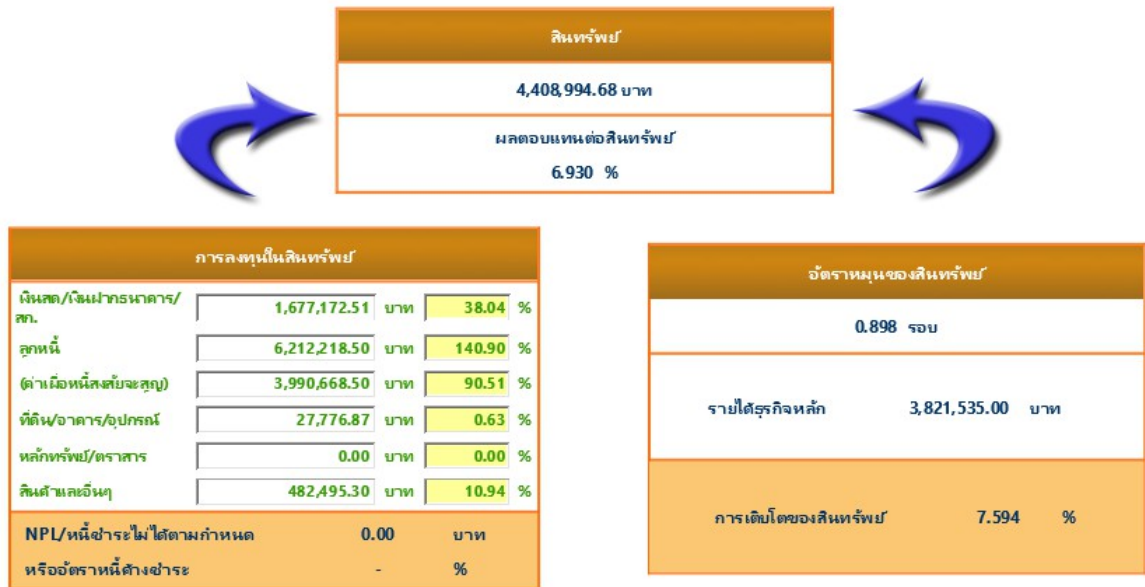 สินทรัพย์
4,408,994.68 บาท
ผลตอบแทนต่อสินทรัพย์
6.930 %
การลงทุนในสินทรัพย์
เงินสด/เงินฝากธนาคาร/
สก.
1,677,172.51 บาท 38.04 %
ลูกหนี้ 6,212,218.50 บาท 140.90 %
(ค่าเผื่อหนี้สงสัยจะสูญ) 3,990,668.50 บาท 90.51 %
ที่ดิน/อาคาร/อุปกรณ์ 27,776.87 บาท 0.63 %
หลักทรัพย์/ตราสาร 0.00 บาท 0.00 %
สินค้าและอื่นๆ 482,495.30 บาท 10.94 %
NPL/หนี้ชำระไม่ได้ตามกำหนด 0.00 บาท
หรืออัตราหนี้ค้างชำระ - %
อัตราหมุนของสินทรัพย์
0.898 รอบ
รายได้ธุรกิจหลัก 3,821,535.00 บาท
การเติบโตของสินทรัพย์ 7.594 %